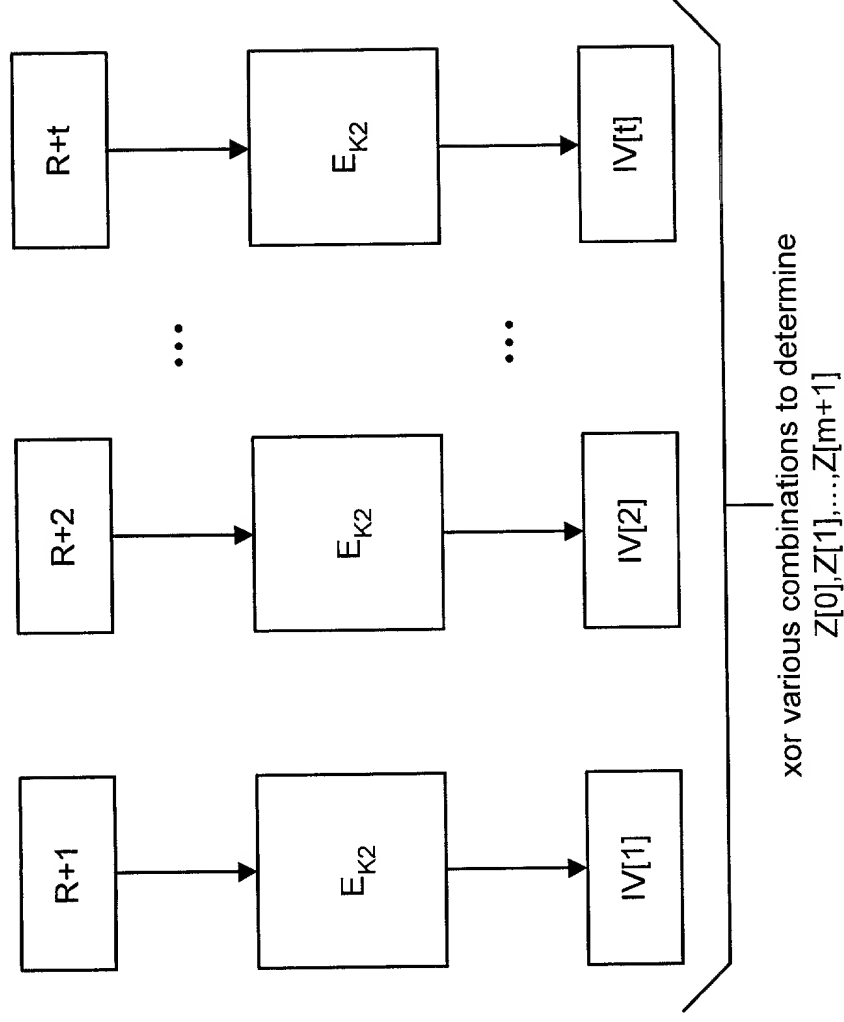 R+1
R+2
...
R+t
E_K2
E_K2
E_K2
IV[1]
IV[2]
...
IV[t]
xor various combinations to determine
Z[0],Z[1],...,Z[m+1]